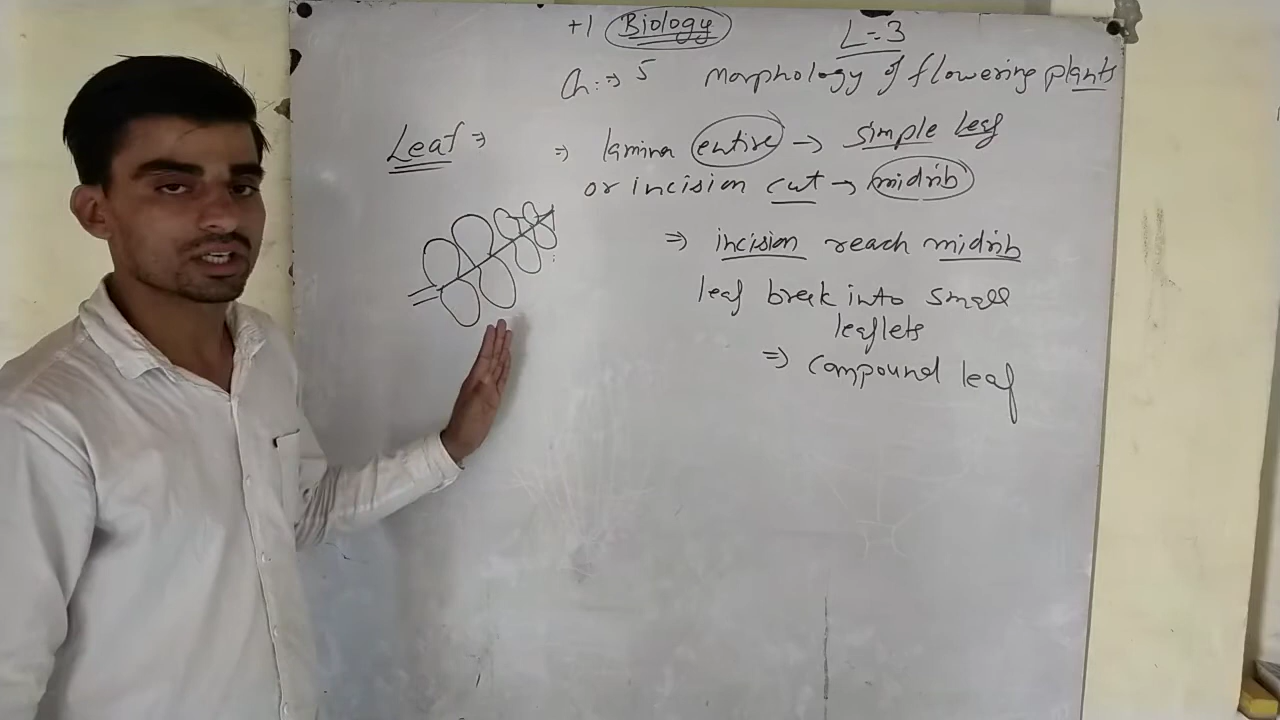 +1 Biology L=3
Ch:⇒ 5 Morphology of flowering plants
Leaf ⇒
⇒ lamina entire → simple leaf
or incision cut → midrib
⇒ incision reach midrib
leaf break into small
leaflets
⇒ compound leaf